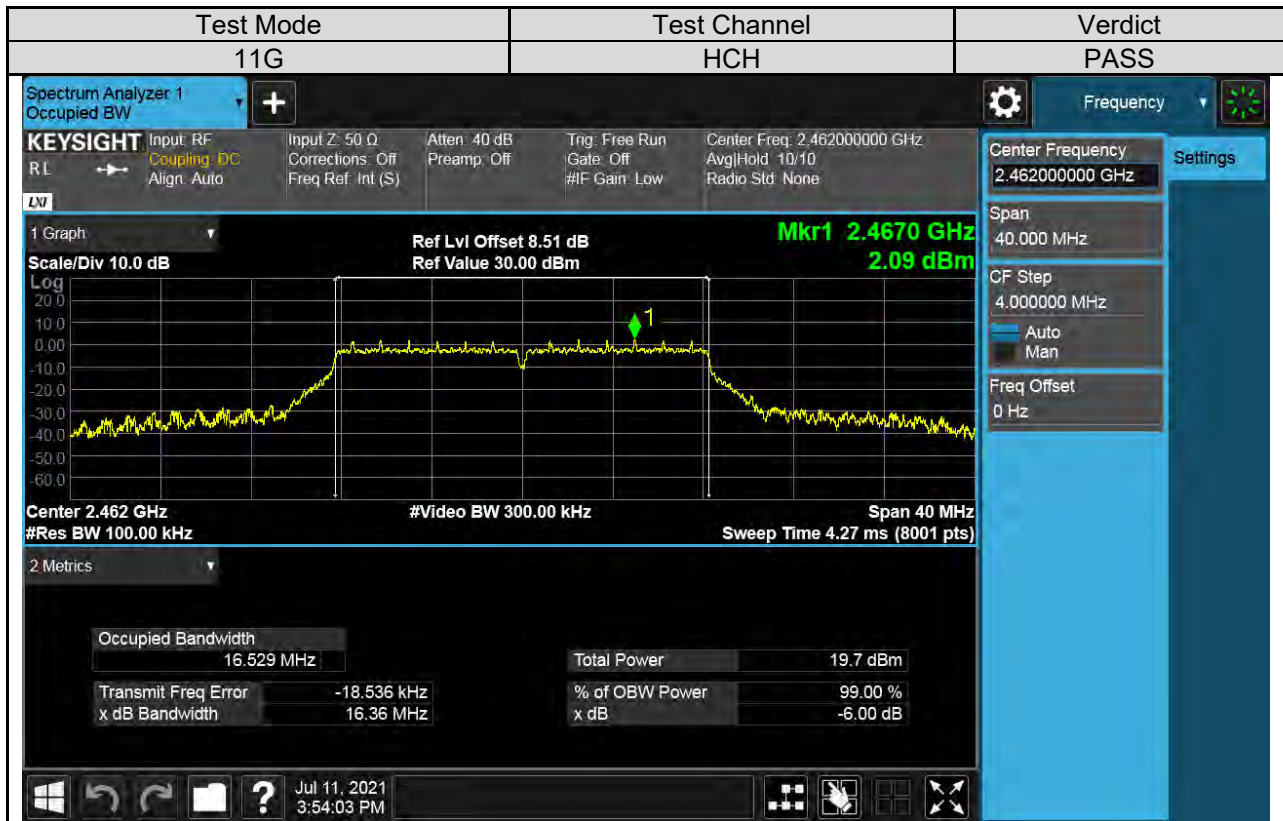 Test Mode Test Channel Verdict
11G HCH PASS
Spectrum Analyzer 1
Occupied BW
+
Frequency
KEYSIGHT
RL
LXI
Input: RF
Coupling: DC
Align: Auto
Input Z: 50 Ω
Corrections: Off
Freq Ref: Int (S)
Atten: 40 dB
Preamp: Off
Trig: Free Run
Gate: Off
#IF Gain: Low
Center Freq: 2.462000000 GHz
Avg|Hold: 10/10
Radio Std: None
Center Frequency
2.462000000 GHz
Settings
Span
40.000 MHz
CF Step
4.000000 MHz
Auto
Man
Freq Offset
0 Hz
1 Graph
Scale/Div 10.0 dB
Ref Lvl Offset 8.51 dB
Ref Value 30.00 dBm
Mkr1 2.4670 GHz
2.09 dBm
Log
20.0
10.0
0.00
-10.0
-20.0
-30.0
-40.0
-50.0
-60.0
1
Center 2.462 GHz
#Res BW 100.00 kHz
#Video BW 300.00 kHz
Span 40 MHz
Sweep Time 4.27 ms (8001 pts)
2 Metrics
Occupied Bandwidth
16.529 MHz
Total Power 19.7 dBm
Transmit Freq Error -18.536 kHz
% of OBW Power 99.00 %
x dB Bandwidth 16.36 MHz
x dB -6.00 dB
?
Jul 11, 2021
3:54:03 PM